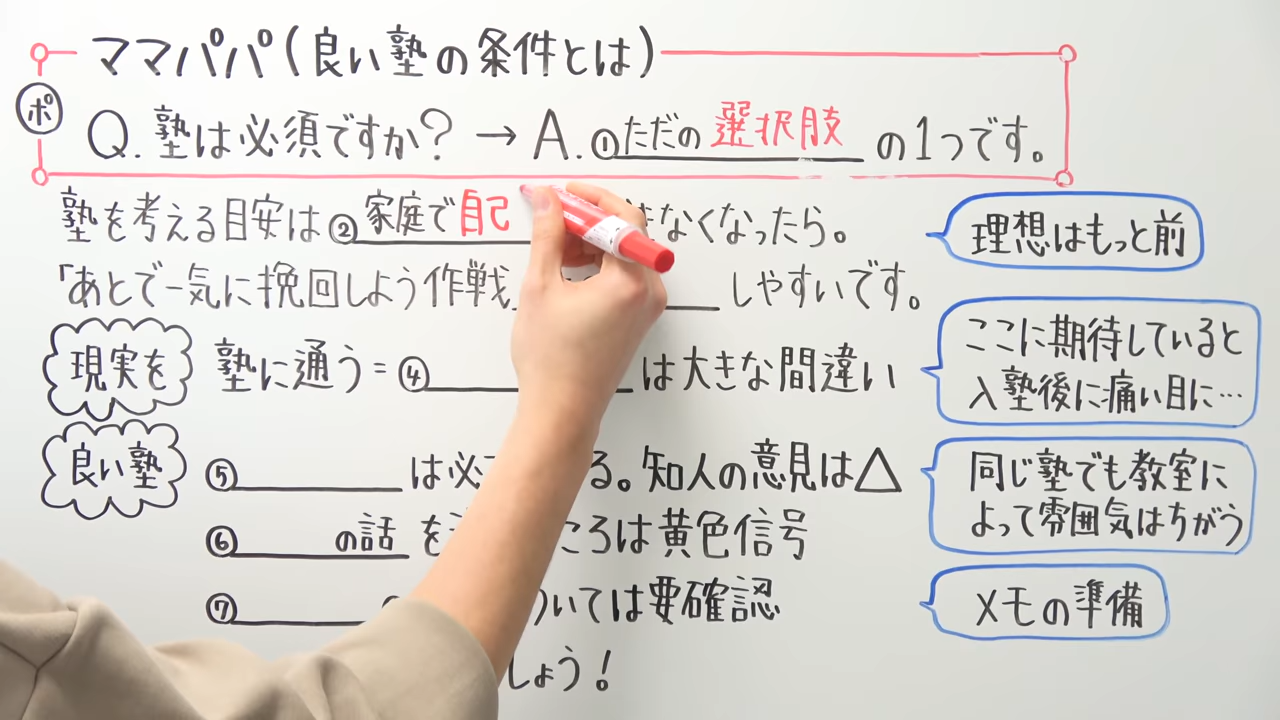 ママパパ(良い塾の条件とは)
ポ
Q. 塾は必須ですか? → A. ①ただの 選択肢 の1つです。
塾を考える目安は ②家庭で自己 なくなったら。
理想はもっと前
「あとで一気に挽回しよう作戦」 しやすいです。
現実を
塾に通う = ④ は大きな間違い
ここに期待していると
入塾後に痛い目に…
良い塾
⑤ は必 る。知人の意見は△
同じ塾でも教室に
よって雰囲気はちがう
⑥ の話 を ころは黄色信号
⑦ ついては要確認
メモの準備
しょう!